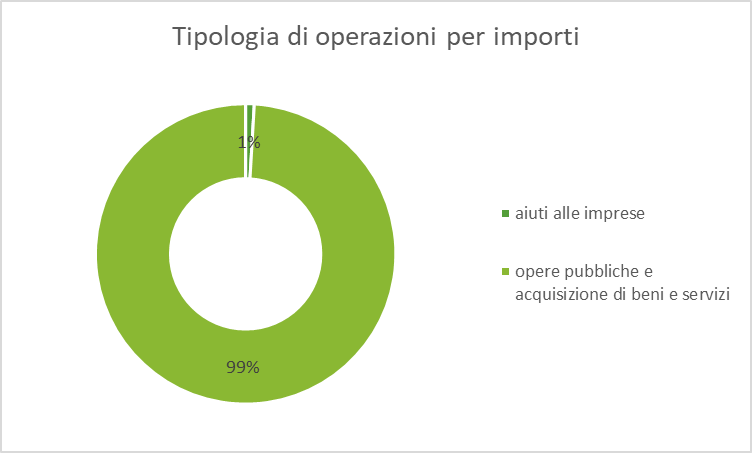 Tipologia di operazioni per importi
1%
99%
aiuti alle imprese
opere pubbliche e
acquisizione di beni e servizi